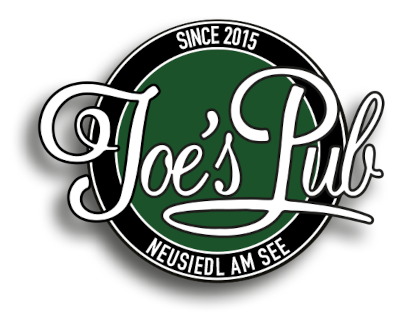 SINCE 2015
Joe's Pub
NEUSIEDL AM SEE